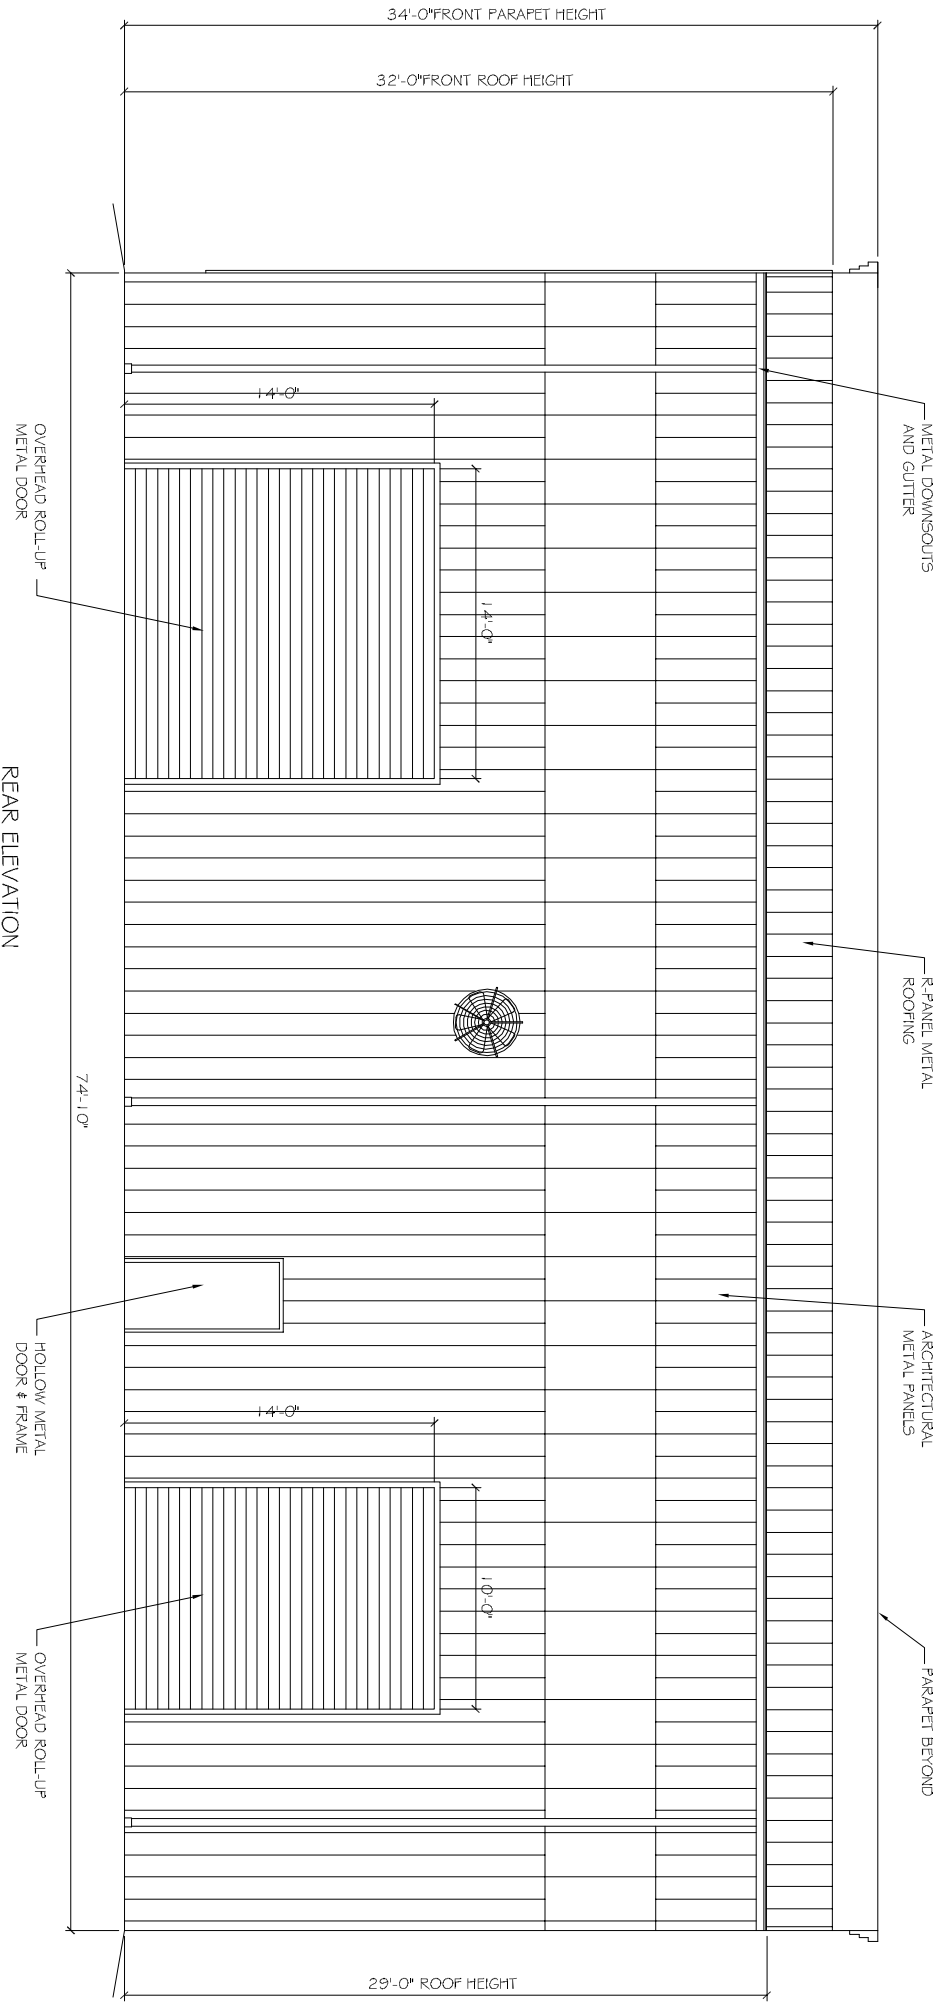 34'-0"FRONT PARAPET HEIGHT
32'-0"FRONT ROOF HEIGHT
METAL DOWNSOUTS
AND GUTTER
R-PANEL METAL
ROOFING
ARCHITECTURAL
METAL PANELS
PARAPET BEYOND
14'-0"
14'-0"
14'-0"
10'-0"
OVERHEAD ROLL-UP
METAL DOOR
HOLLOW METAL
DOOR & FRAME
OVERHEAD ROLL-UP
METAL DOOR
74'-10"
29'-0" ROOF HEIGHT
REAR ELEVATION